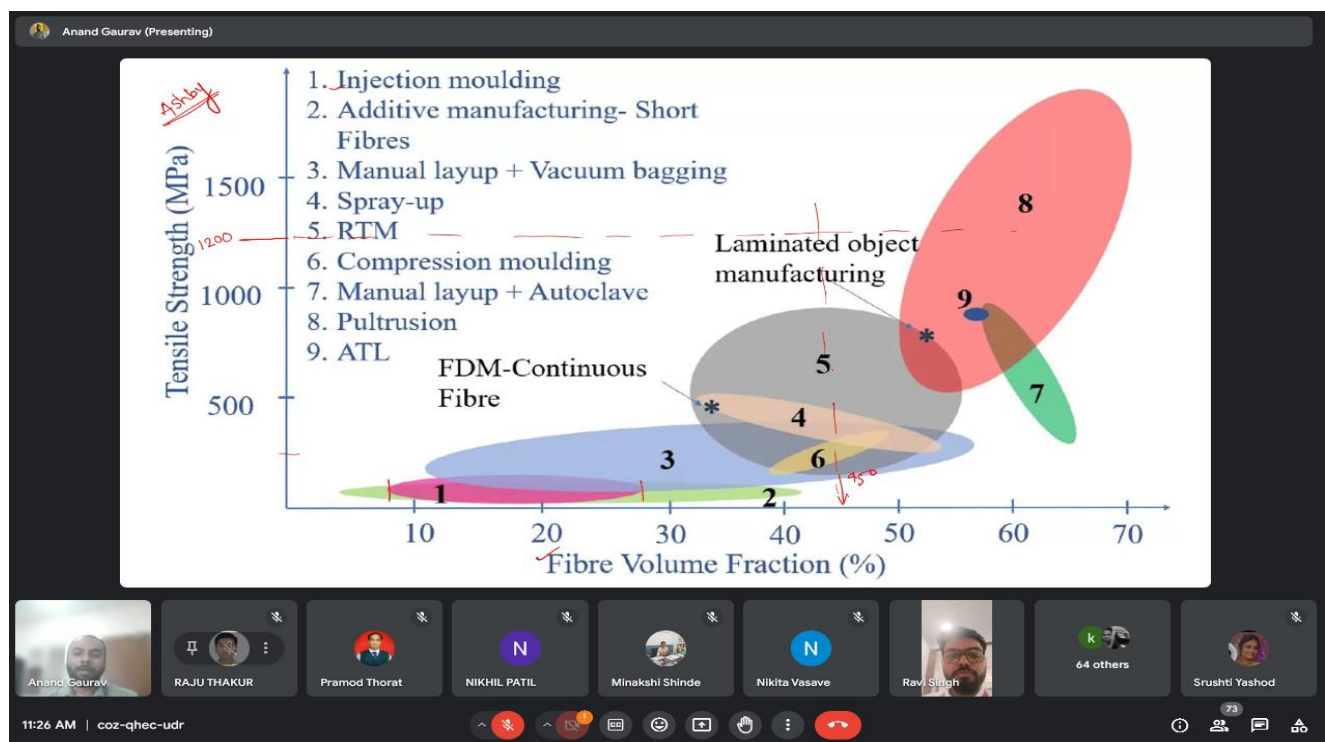 Anand Gaurav (Presenting)
Ashby
1. Injection moulding
2. Additive manufacturing- Short
Fibres
3. Manual layup + Vacuum bagging
4. Spray-up
5. RTM
6. Compression moulding
7. Manual layup + Autoclave
8. Pultrusion
9. ATL
Tensile Strength (MPa)
1500
1200
1000
500
Laminated object
manufacturing
*
FDM-Continuous
Fibre
*
8
9
5
7
4
3
6
1
2
10 20 30 40 50 60 70
Fibre Volume Fraction (%)
Anand Gaurav
RAJU THAKUR
Pramod Thorat
N
NIKHIL PATIL
Minakshi Shinde
N
Nikita Vasave
Ravi Singh
k
64 others
Srushti Yashod
11:26 AM | coz-qhec-udr
73